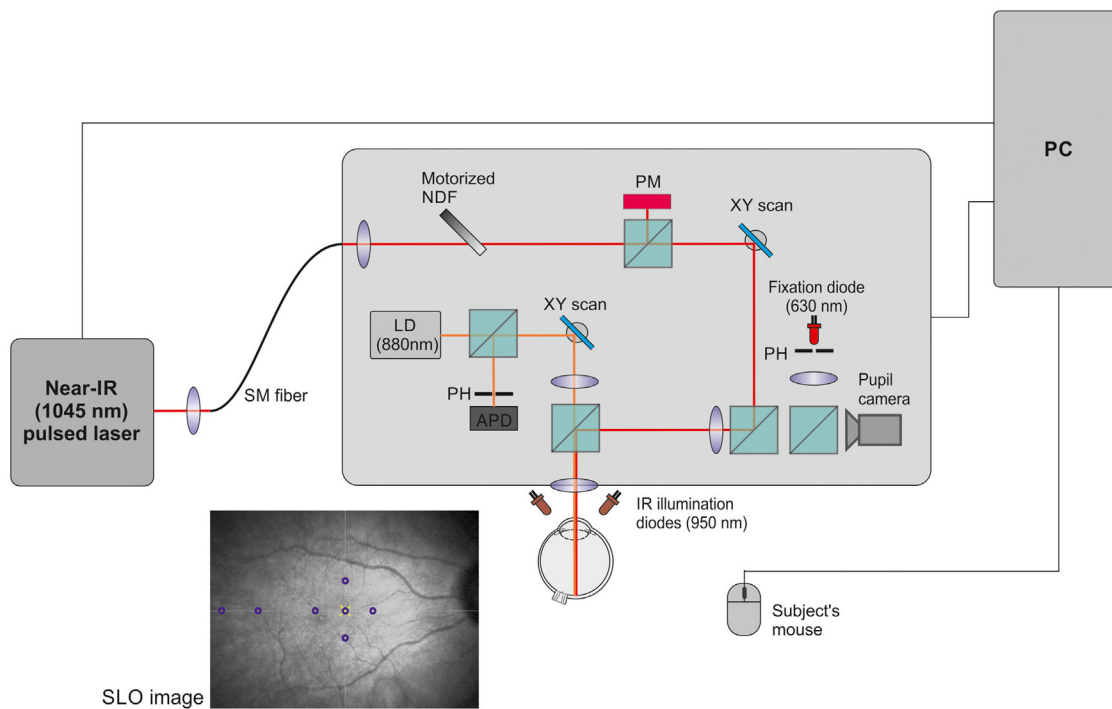 PC
Motorized
NDF
PM
XY scan
Fixation diode
(630 nm)
XY scan
LD
(880nm)
PH
Near-IR
(1045 nm)
pulsed laser
SM fiber
PH
APD
Pupil
camera
IR illumination
diodes (950 nm)
Subject's
mouse
SLO image